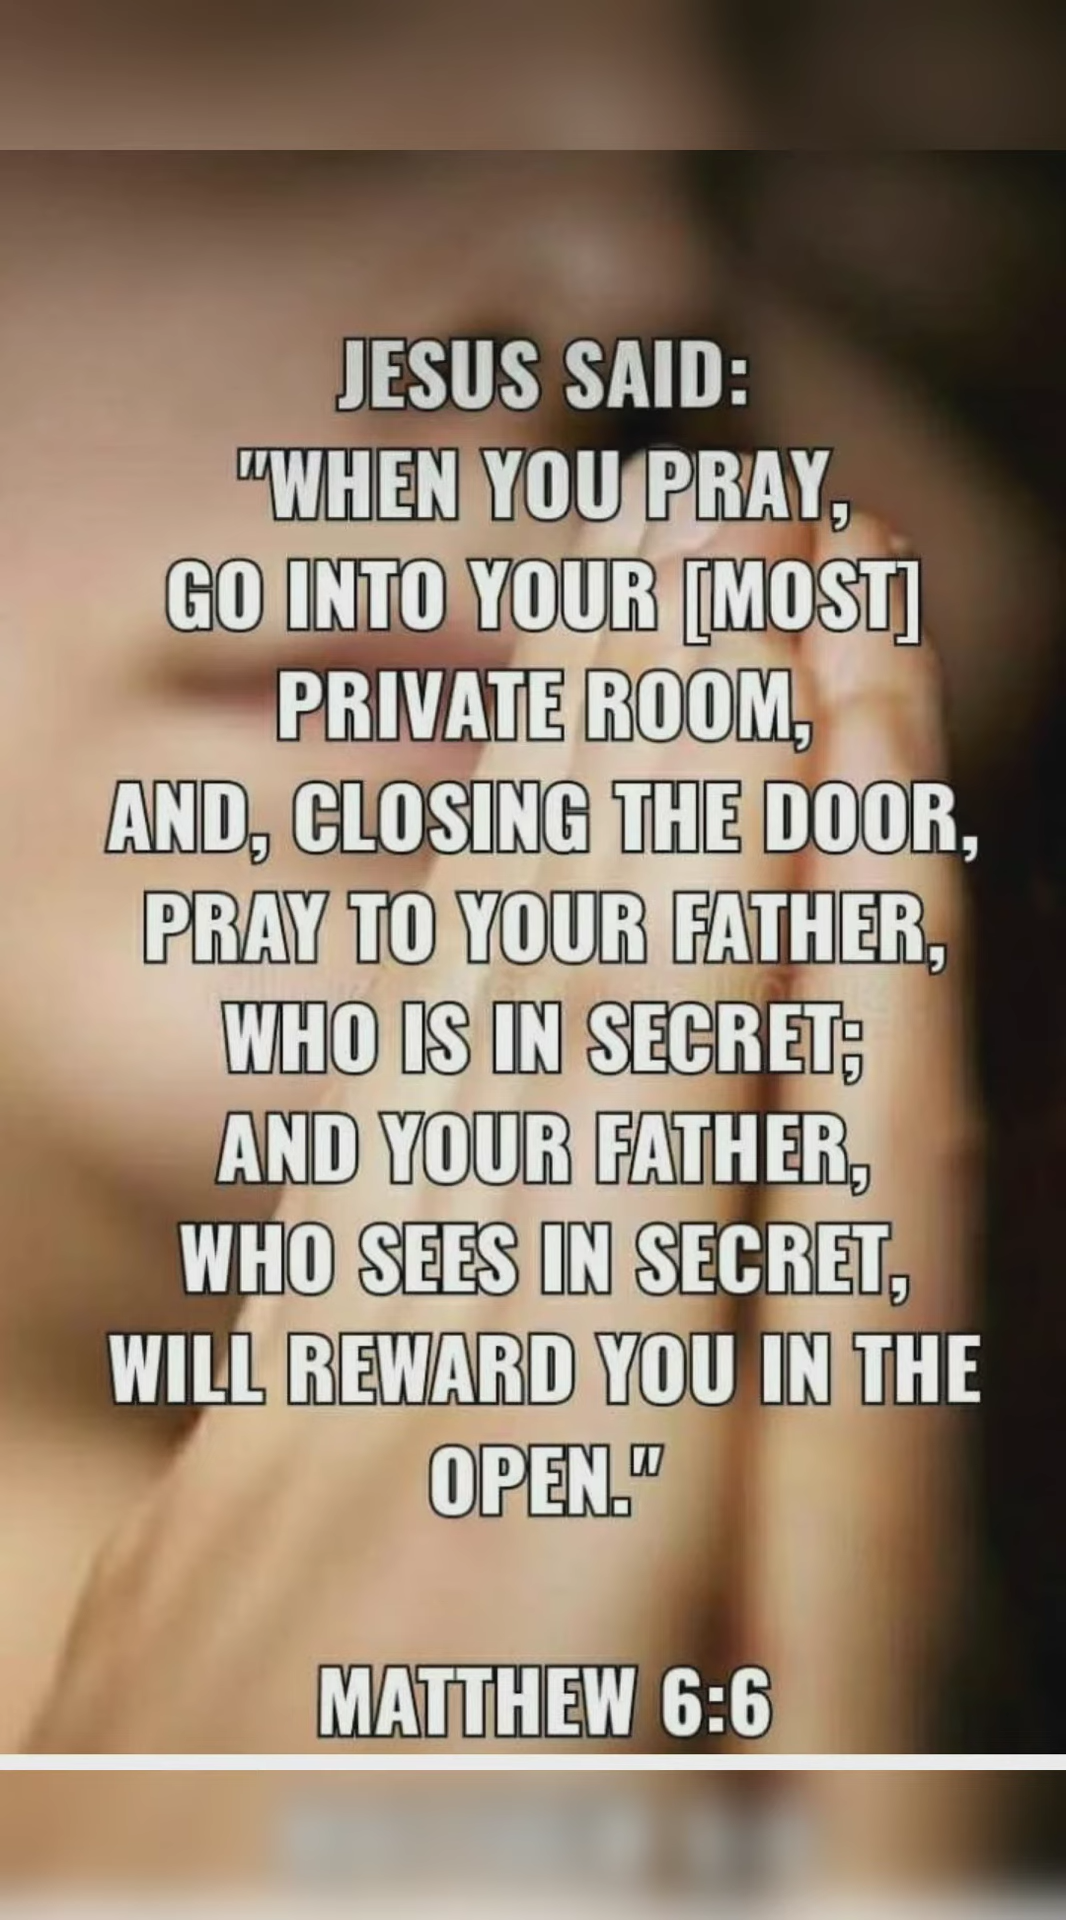 JESUS SAID:
"WHEN YOU PRAY,
GO INTO YOUR [MOST]
PRIVATE ROOM,
AND, CLOSING THE DOOR,
PRAY TO YOUR FATHER,
WHO IS IN SECRET;
AND YOUR FATHER,
WHO SEES IN SECRET,
WILL REWARD YOU IN THE
OPEN."
MATTHEW 6:6